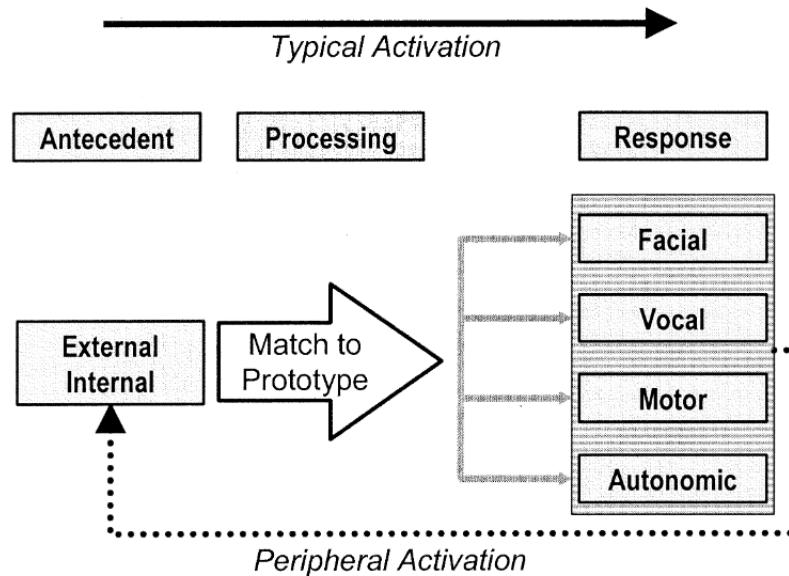 Typical Activation
Antecedent
Processing
Response
External
Internal
Match to
Prototype
Facial
Vocal
Motor
Autonomic
Peripheral Activation